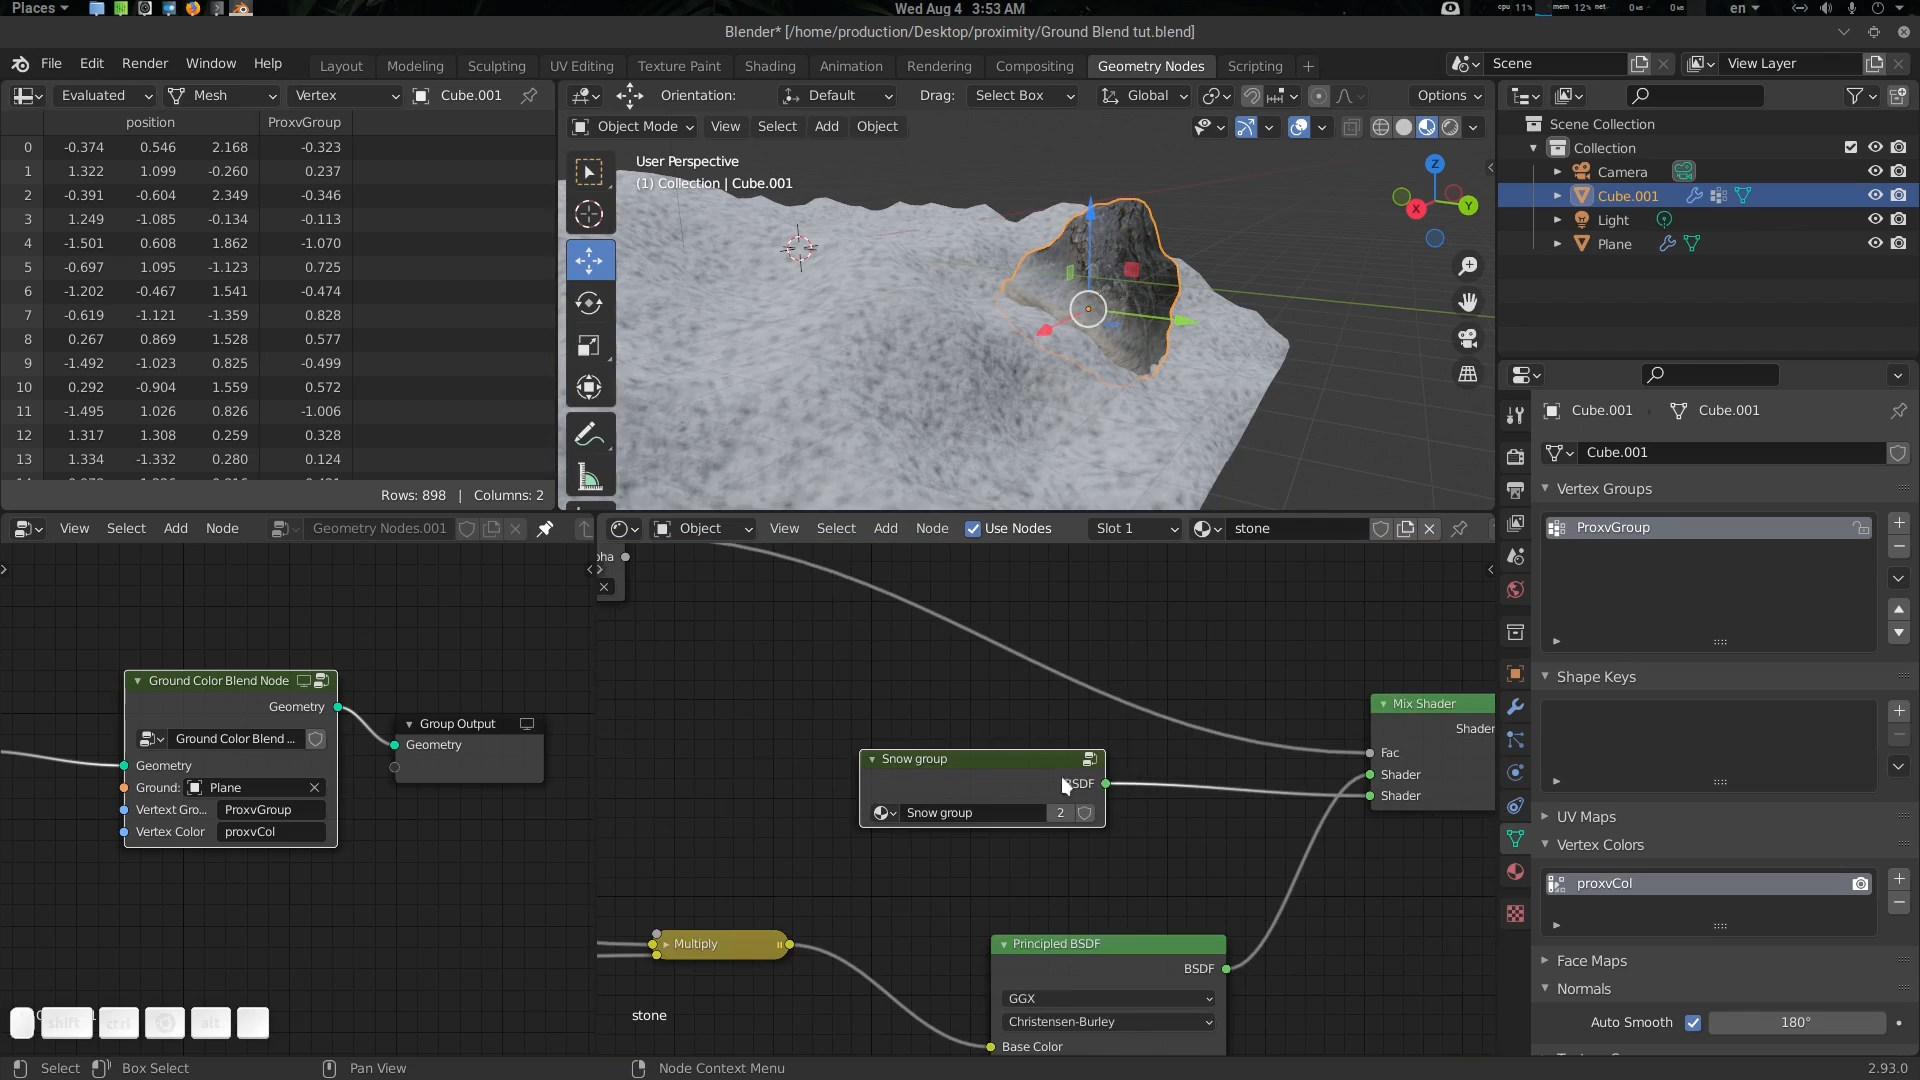 Places
Wed Aug 4 3:53 AM
cpu 11% mem 12% net 0 kB 0 kB en
Blender* [/home/production/Desktop/proximity/Ground Blend tut.blend]
File Edit Render Window Help
Layout Modeling Sculpting UV Editing Texture Paint Shading Animation Rendering Compositing Geometry Nodes Scripting +
Scene
View Layer
Evaluated Mesh Vertex Cube.001
Orientation: Default Drag: Select Box Global Options
position ProxvGroup
0 -0.374 0.546 2.168 -0.323
1 1.322 1.099 -0.260 0.237
2 -0.391 -0.604 2.349 -0.346
3 1.249 -1.085 -0.134 -0.113
4 -1.501 0.608 1.862 -1.070
5 -0.697 1.095 -1.123 0.725
6 -1.202 -0.467 1.541 -0.474
7 -0.619 -1.121 -1.359 0.828
8 0.267 0.869 1.528 0.577
9 -1.492 -1.023 0.825 -0.499
10 0.292 -0.904 1.559 0.572
11 -1.495 1.026 0.826 -1.006
12 1.317 1.308 0.259 0.328
13 1.334 -1.332 0.280 0.124
Rows: 898 | Columns: 2
Object Mode View Select Add Object
User Perspective
(1) Collection | Cube.001
Z
X
Y
Scene Collection
Collection
Camera
Cube.001
Light
Plane
Cube.001 Cube.001
Cube.001
Vertex Groups
ProxvGroup
Shape Keys
UV Maps
Vertex Colors
proxvCol
Face Maps
Normals
Auto Smooth 180°
View Select Add Node Geometry Nodes.001
Ground Color Blend Node
Geometry
Ground Color Blend ...
Geometry
Ground: Plane
Vertext Gro... ProxvGroup
Vertex Color proxvCol
Group Output
Geometry
shift ctrl alt
Object View Select Add Node Use Nodes Slot 1 stone
pha
Snow group
BSDF
Snow group 2
Mix Shader
Shader
Fac
Shader
Shader
Multiply
Principled BSDF
BSDF
GGX
Christensen-Burley
Base Color
stone
Select Box Select Pan View Node Context Menu 2.93.0